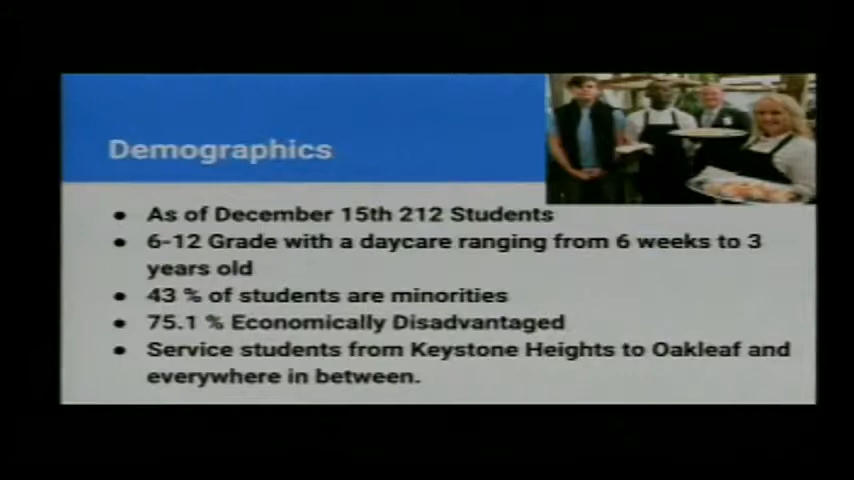 Demographics
● As of December 15th 212 Students
● 6-12 Grade with a daycare ranging from 6 weeks to 3
years old
● 43 % of students are minorities
● 75.1 % Economically Disadvantaged
● Service students from Keystone Heights to Oakleaf and
everywhere in between.